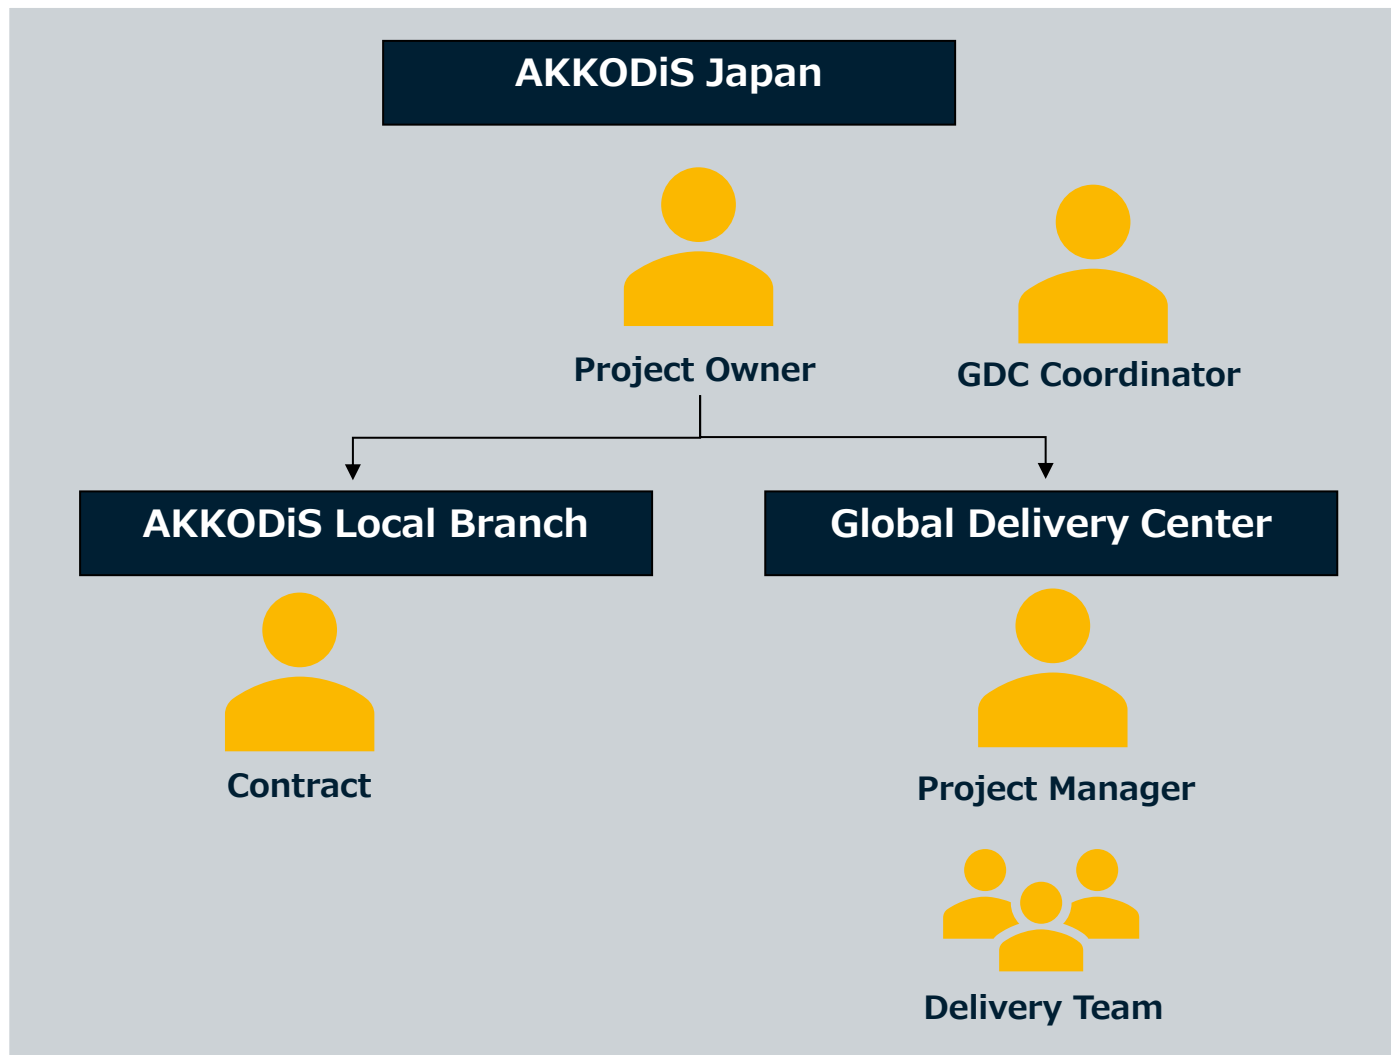 AKKODiS Japan
Project Owner
GDC Coordinator
AKKODiS Local Branch
Global Delivery Center
Contract
Project Manager
Delivery Team